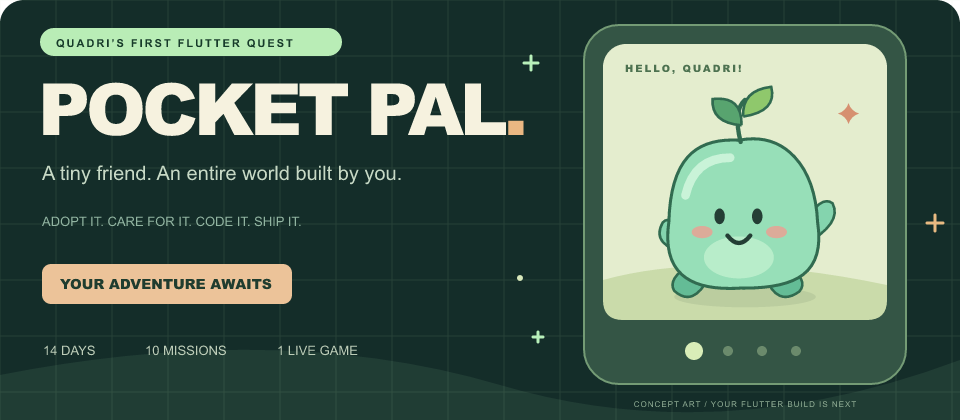 QUADRI'S FIRST FLUTTER QUEST
POCKET PAL.
A tiny friend. An entire world built by you.
ADOPT IT. CARE FOR IT. CODE IT. SHIP IT.
YOUR ADVENTURE AWAITS
14 DAYS 10 MISSIONS 1 LIVE GAME
HELLO, QUADRI!
CONCEPT ART / YOUR FLUTTER BUILD IS NEXT